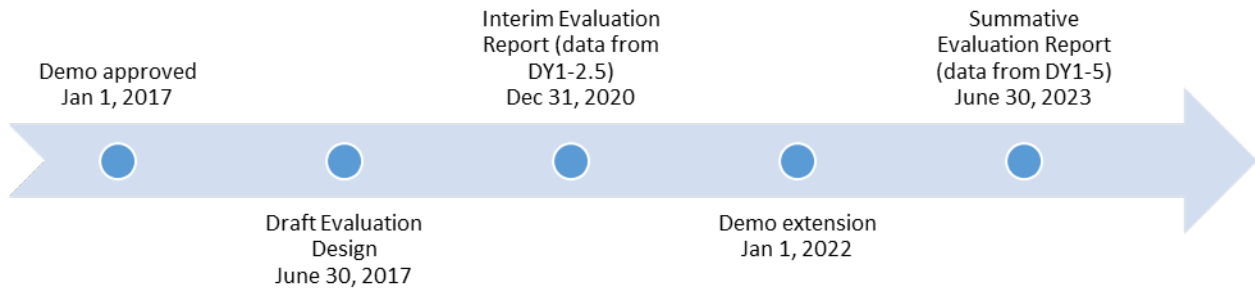 Demo approved
Jan 1, 2017
Draft Evaluation
Design
June 30, 2017
Interim Evaluation
Report (data from
DY1-2.5)
Dec 31, 2020
Demo extension
Jan 1, 2022
Summative
Evaluation Report
(data from DY1-5)
June 30, 2023